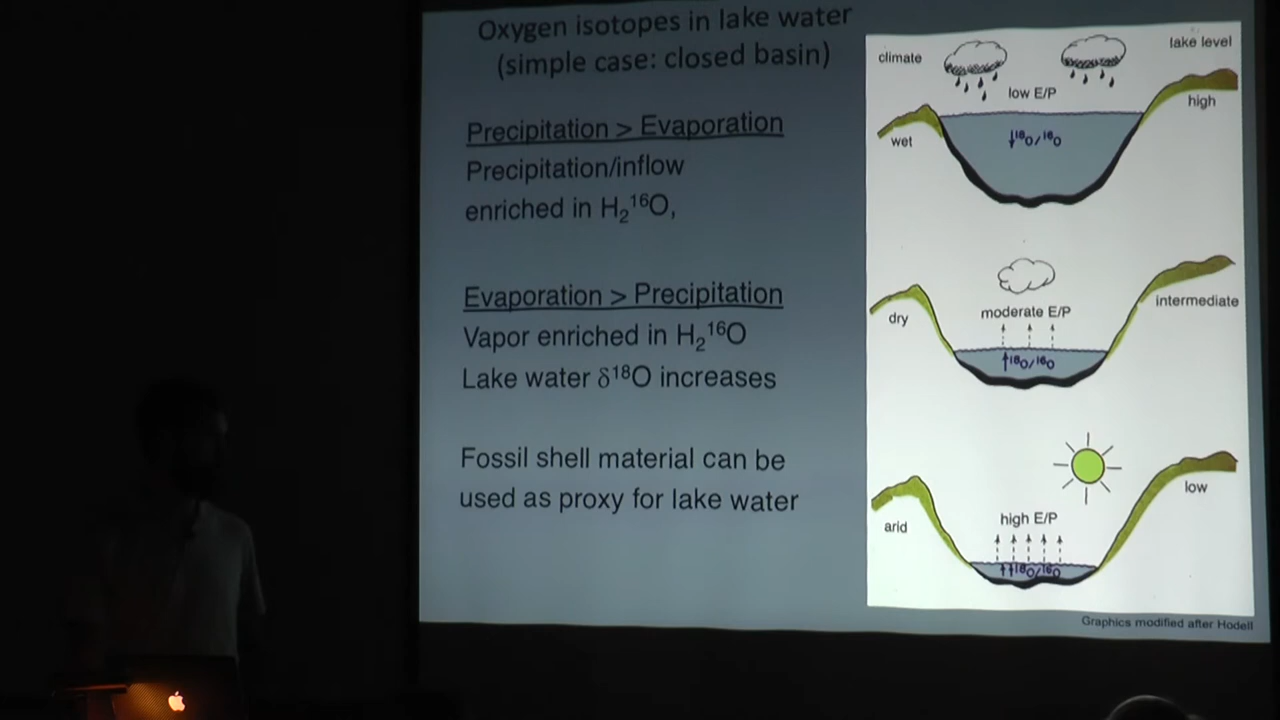 Oxygen isotopes in lake water
(simple case: closed basin)
Precipitation > Evaporation
Precipitation/inflow
enriched in H₂¹⁶O,
Evaporation > Precipitation
Vapor enriched in H₂¹⁶O
Lake water δ¹⁸O increases
Fossil shell material can be
used as proxy for lake water
climate
lake level
low E/P
high
wet
↓¹⁸O/¹⁶O
moderate E/P
intermediate
dry
↑¹⁸O/¹⁶O
low
high E/P
arid
↑↑¹⁸O/¹⁶O
Graphics modified after Hodell